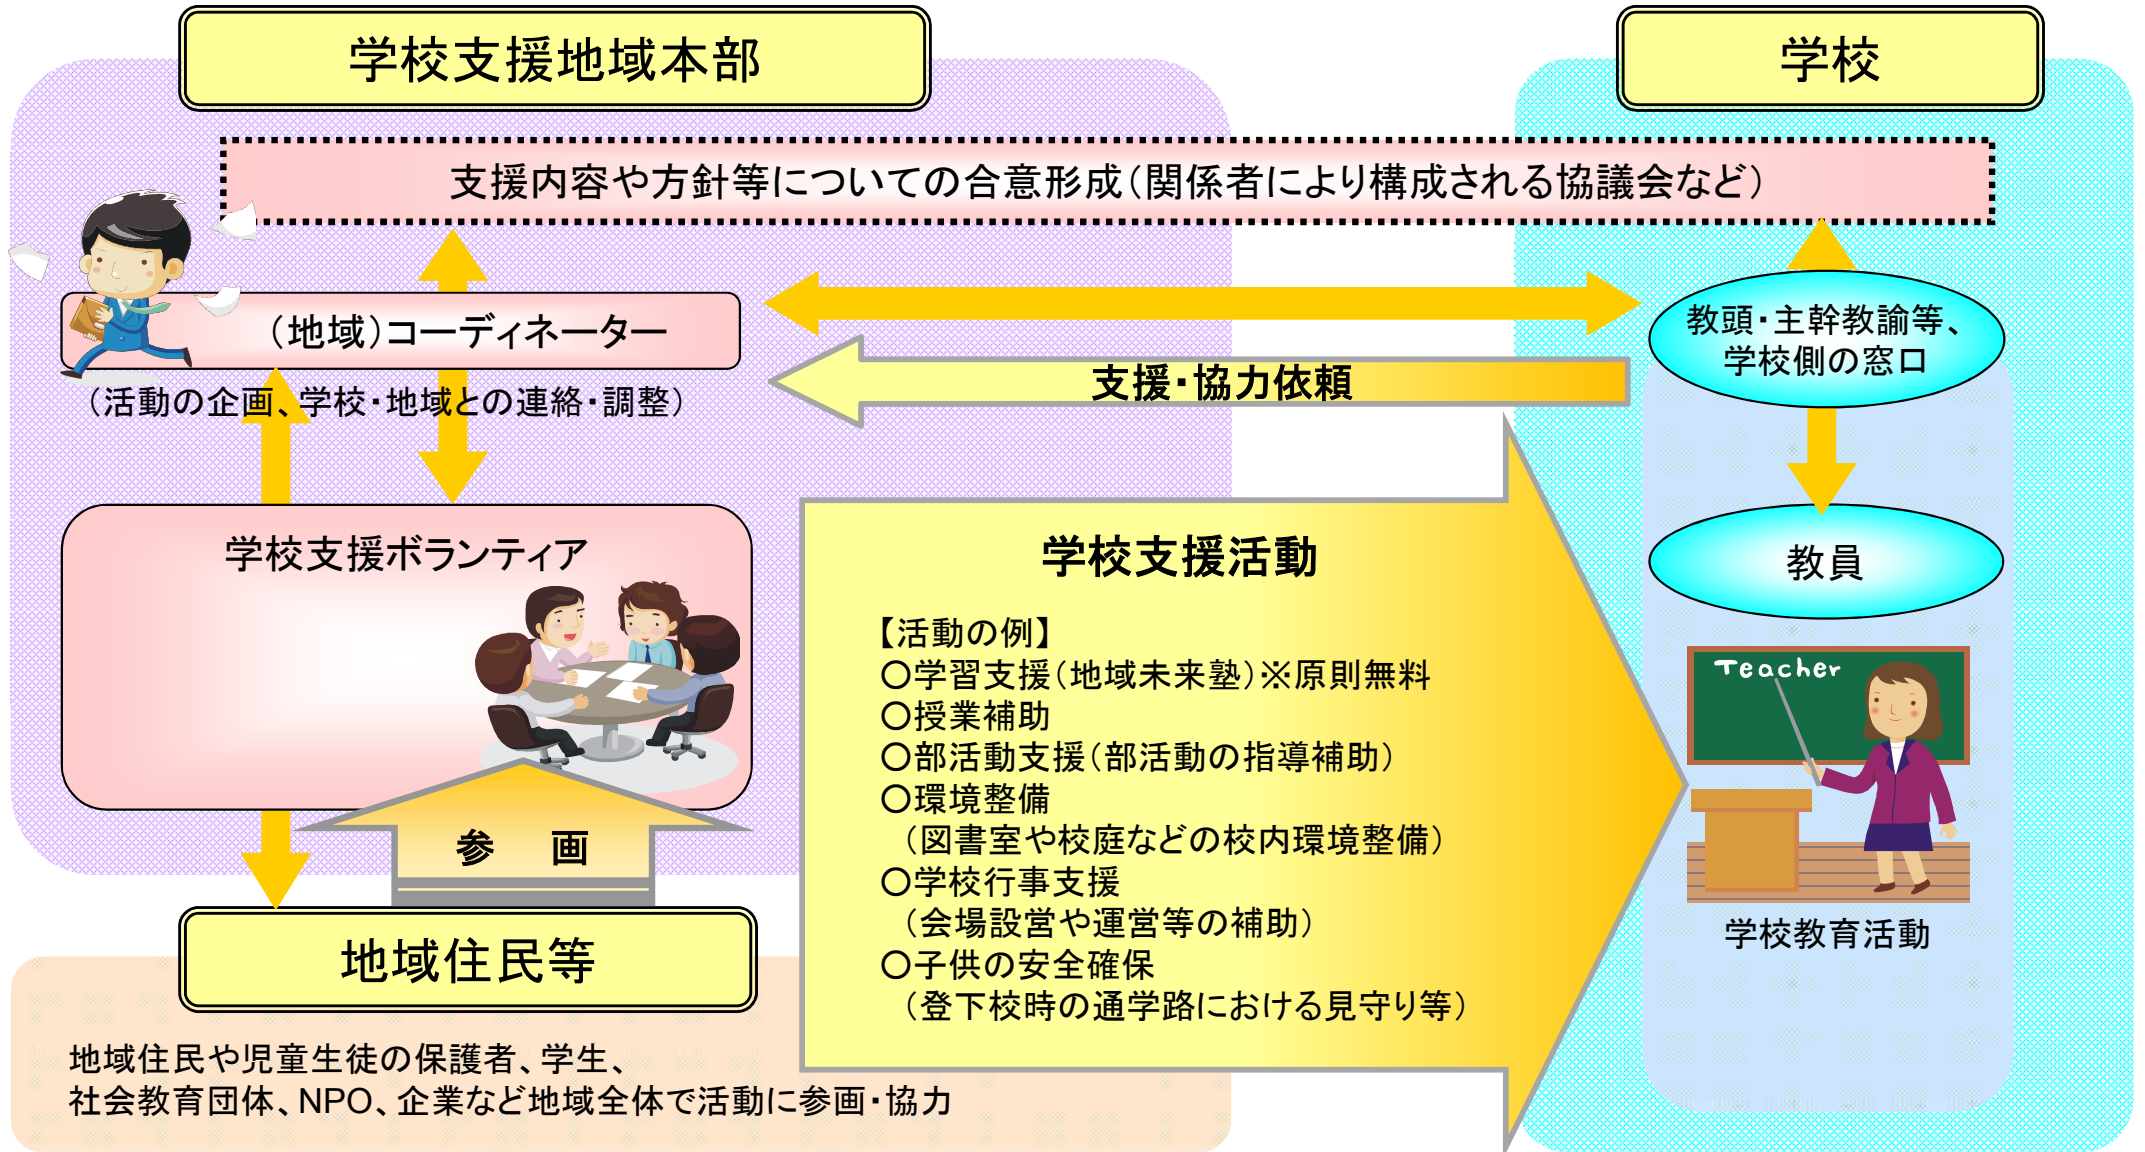 学校支援地域本部
学校
支援内容や方針等についての合意形成（関係者により構成される協議会など）
（地域）コーディネーター
（活動の企画、学校・地域との連絡・調整）
教頭・主幹教諭等、
学校側の窓口
支援・協力依頼
学校支援ボランティア
学校支援活動
【活動の例】
○学習支援（地域未来塾）※原則無料
○授業補助
○部活動支援（部活動の指導補助）
○環境整備
（図書室や校庭などの校内環境整備）
○学校行事支援
（会場設営や運営等の補助）
○子供の安全確保
（登下校時の通学路における見守り等）
教員
Teacher
学校教育活動
参　画
地域住民等
地域住民や児童生徒の保護者、学生、
社会教育団体、NPO、企業など地域全体で活動に参画・協力